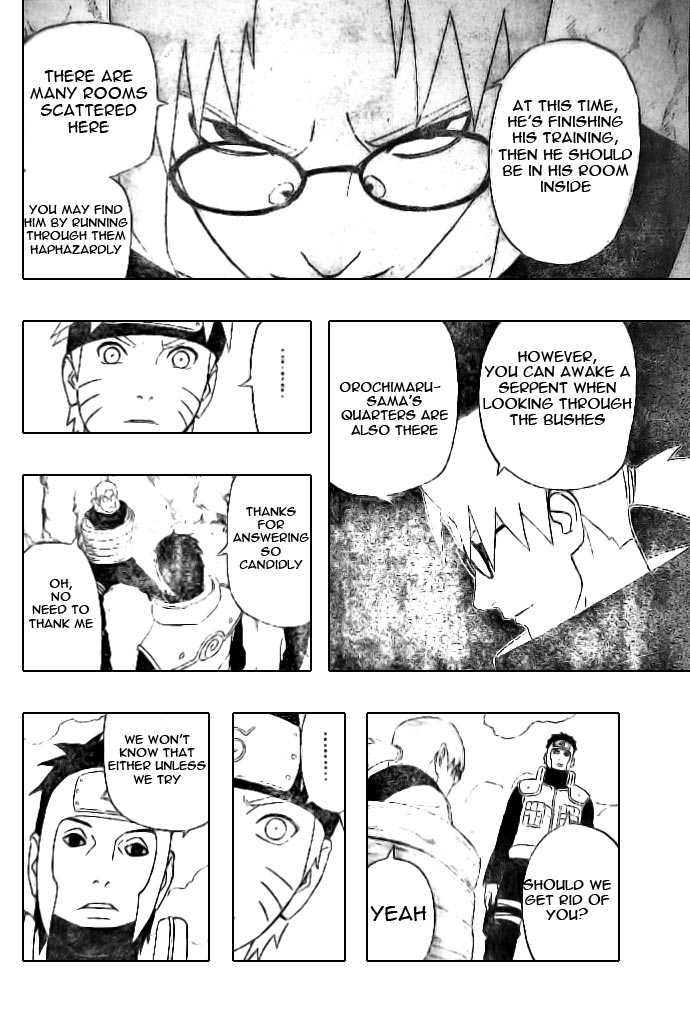 AT THIS TIME,
HE'S FINISHING
HIS TRAINING,
THEN HE SHOULD
BE IN HIS ROOM
INSIDE
THERE ARE
MANY ROOMS
SCATTERED
HERE
YOU MAY FIND
HIM BY RUNNING
THROUGH THEM
HAPHAZARDLY
HOWEVER,
YOU CAN AWAKE A
SERPENT WHEN
LOOKING THROUGH
THE BUSHES
OROCHIMARU-
SAMA'S
QUARTERS ARE
ALSO THERE
........
THANKS
FOR
ANSWERING
SO
CANDIDLY
OH,
NO
NEED TO
THANK ME
SHOULD WE
GET RID OF
YOU?
YEAH
........
WE WON'T
KNOW THAT
EITHER UNLESS
WE TRY